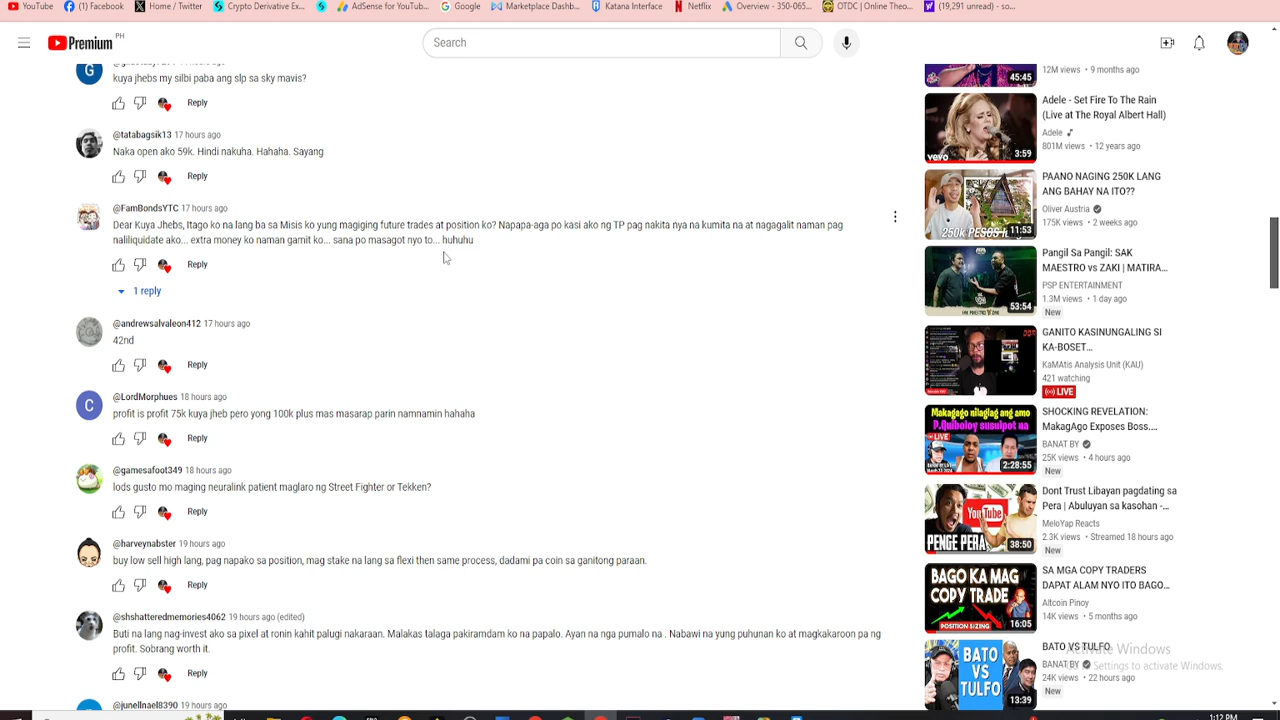 YouTube
(1) Facebook
Home / Twitter
Crypto Derivative Ex...
AdSense for YouTub...
Google
Marketplace Dashb...
Katana Interface
Netflix
Overview - 350-065...
OTDC | Online Theo...
(19,291 unread) - so...
Premium PH
Search
kuya jhebs my silbi paba ang slp sa sky mavis?
Reply
@tatabagsik13 17 hours ago
Naka open ako 59k. Hindi nakuha. Hahaha. Sayang
Reply
@FamBondsYTC 17 hours ago
Dear Kuya Jhebs, Itago ko na lang ba sa Misis ko yung magiging future trades at position ko? Napapa-aga po kasi ako ng TP pag nakita nya na kumita na at nagagalit naman pag
naliliquidate ako... extra money ko naman gamit ko... sana po masagot nyo to... huhuhu
Reply
1 reply
@andrewsalvaleon412 17 hours ago
42nd
Reply
C
@LordMorphues 18 hours ago
profit is profit 75k kuya jheb pero yong 100k plus mas masarap parin namnamin hahaha
Reply
@gamesafoot349 18 hours ago
lods gusto mo maging neuralink patient maglaro ng Street Fighter or Tekken?
Reply
@harveynabster 19 hours ago
buy low sell high lang, pag napako sa position, mag stake na lang sa flexi then same process, dadami pa coin sa ganitong paraan.
Reply
@shshatteredmemories4062 19 hours ago (edited)
Buti na lang nag-invest ako sa pixel at ronin kahit palugi nakaraan. Malakas talaga pakiramdam ko na papalo. Ayan na nga pumalo na . Nabawi na yung puhunan ko at magkakaroon pa ng
profit. Sobrang worth it.
Reply
@junellnael8390 19 hours ago
45:45
12M views • 9 months ago
vevo
3:59
Adele - Set Fire To The Rain
(Live at The Royal Albert Hall)
Adele
801M views • 12 years ago
250K PESOS
11:53
PAANO NAGING 250K LANG
ANG BAHAY NA ITO??
Oliver Austria
175K views • 2 weeks ago
53:54
Pangil Sa Pangil: SAK
MAESTRO vs ZAKI | MATIRA...
PSP ENTERTAINMENT
1.3M views • 1 day ago
New
GANITO KASINUNGALING SI
KA-BOSET...
KaMAtis Analysis Unit (KAU)
421 watching
LIVE
Makagago nilaglag ang amo
P.Quiboloy susulpot na
LIVE
2:28:55
SHOCKING REVELATION:
MakagAgo Exposes Boss....
BANAT BY
25K views • 4 hours ago
New
YouTube
PENGE PERA
38:50
Dont Trust Libayan pagdating sa
Pera | Abuluyan sa kasohan -...
MeloYap Reacts
2.3K views • Streamed 18 hours ago
New
BAGO KA MAG
COPY TRADE
POSITION SIZING
16:05
SA MGA COPY TRADERS
DAPAT ALAM NYO ITO BAGO...
Altcoin Pinoy
14K views • 5 months ago
BATO
VS
TULFO
13:39
BATO VS TULFO
BANAT BY
24K views • 22 hours ago
New
Activate Windows
Settings to activate Windows.
1:12 PM